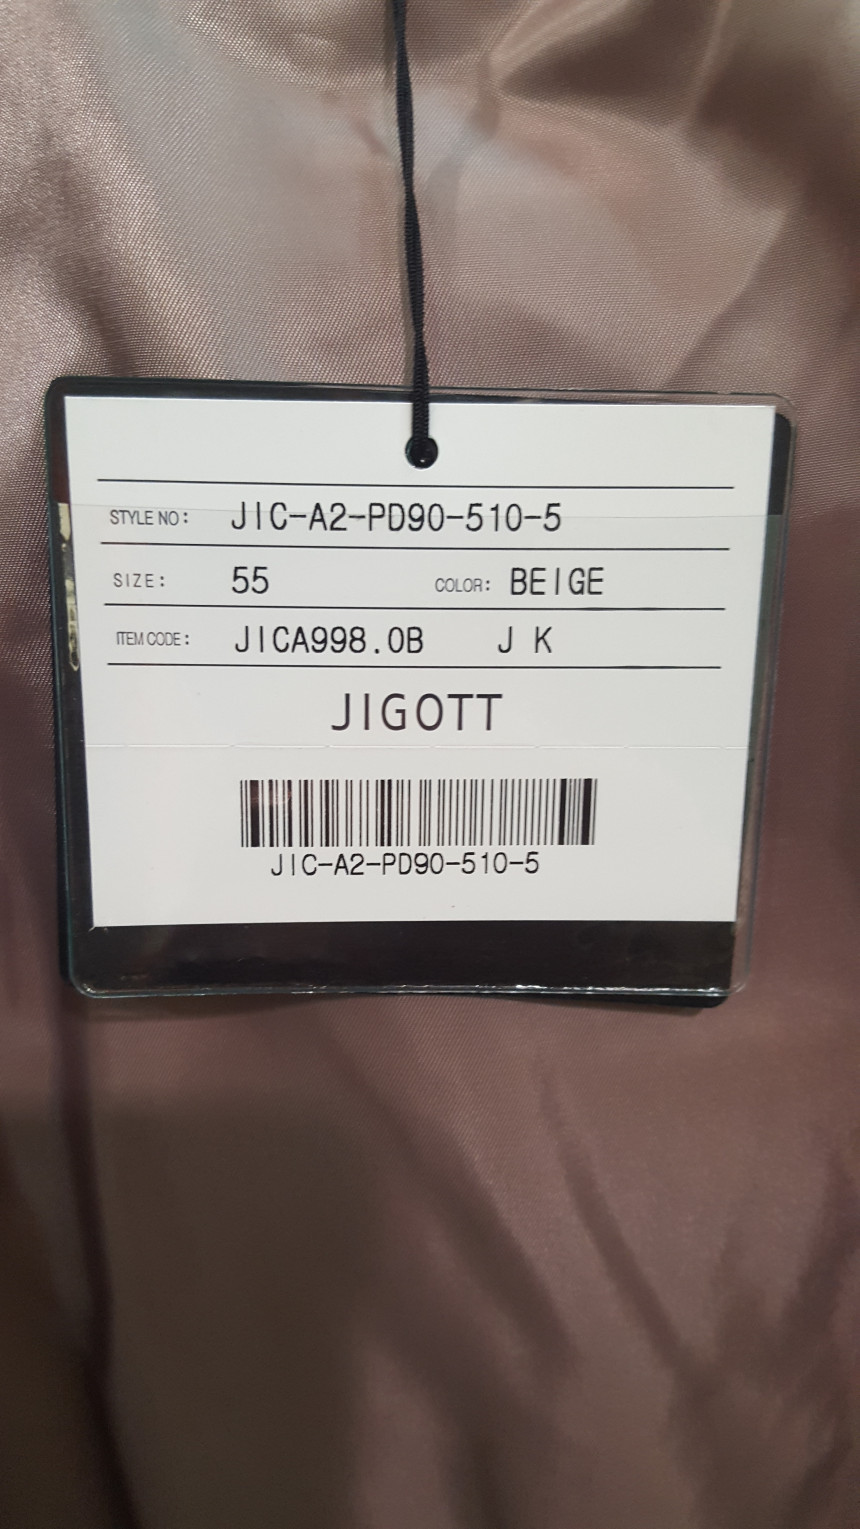 STYLE NO: JIC-A2-PD90-510-5
SIZE: 55 COLOR: BEIGE
ITEM CODE: JICA998.0B J K
JIGOTT
JIC-A2-PD90-510-5